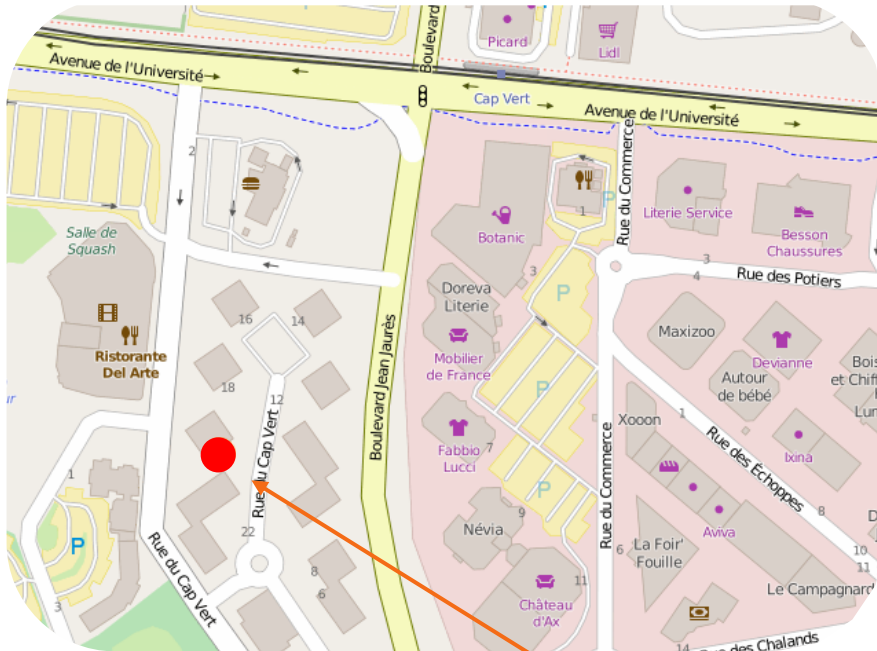 Picard
Lidl
Boulevard
Avenue de l'Université
Cap Vert
Avenue de l'Université
2
Salle de
Squash
Ristorante
Del Arte
Botanic
1
P
Rue du Commerce
Literie Service
Besson
Chaussures
3
4
Rue des Potiers
3
P
Doreva
Literie
Mobilier
de France
16
14
18
12
Boulevard Jean Jaurès
Maxizoo
Devianne
Autour
de bébé
Bois
et Chiff
Lum
P
Rue du Cap Vert
Fabbio
Lucci
7
Xooon
1
Rue des Échoppes
Ixina
Rue du Commerce
P
9
Névia
Aviva
8
1
P
3
Rue du Cap Vert
22
8
6
6
La Foir'
Fouille
10
11
D
11
Château
d'Ax
Le Campagnard
14
Rue des Chalands